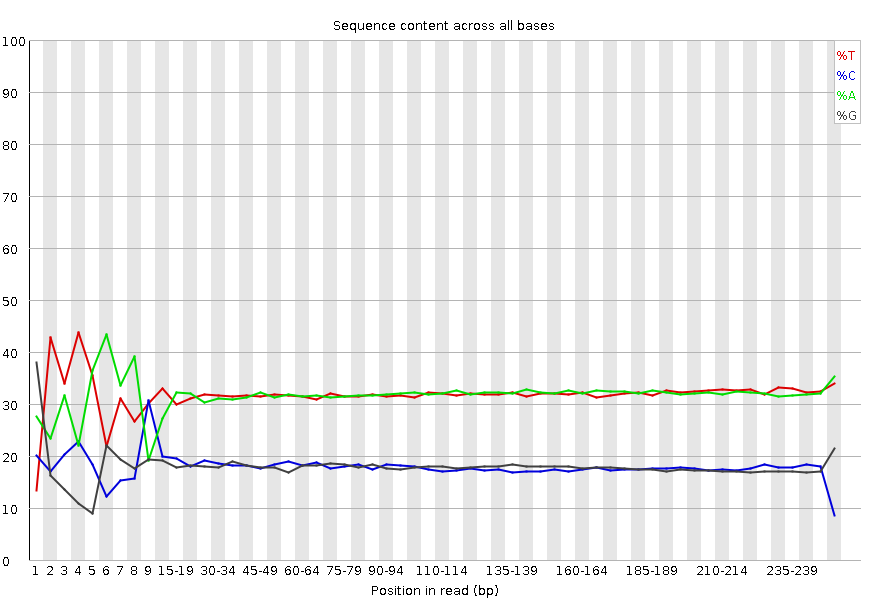 Sequence content across all bases
100
90
80
70
60
50
40
30
20
10
0
%T
%C
%A
%G
1 2 3 4 5 6 7 8 9 15-19 30-34 45-49 60-64 75-79 90-94 110-114 135-139 160-164 185-189 210-214 235-239
Position in read (bp)